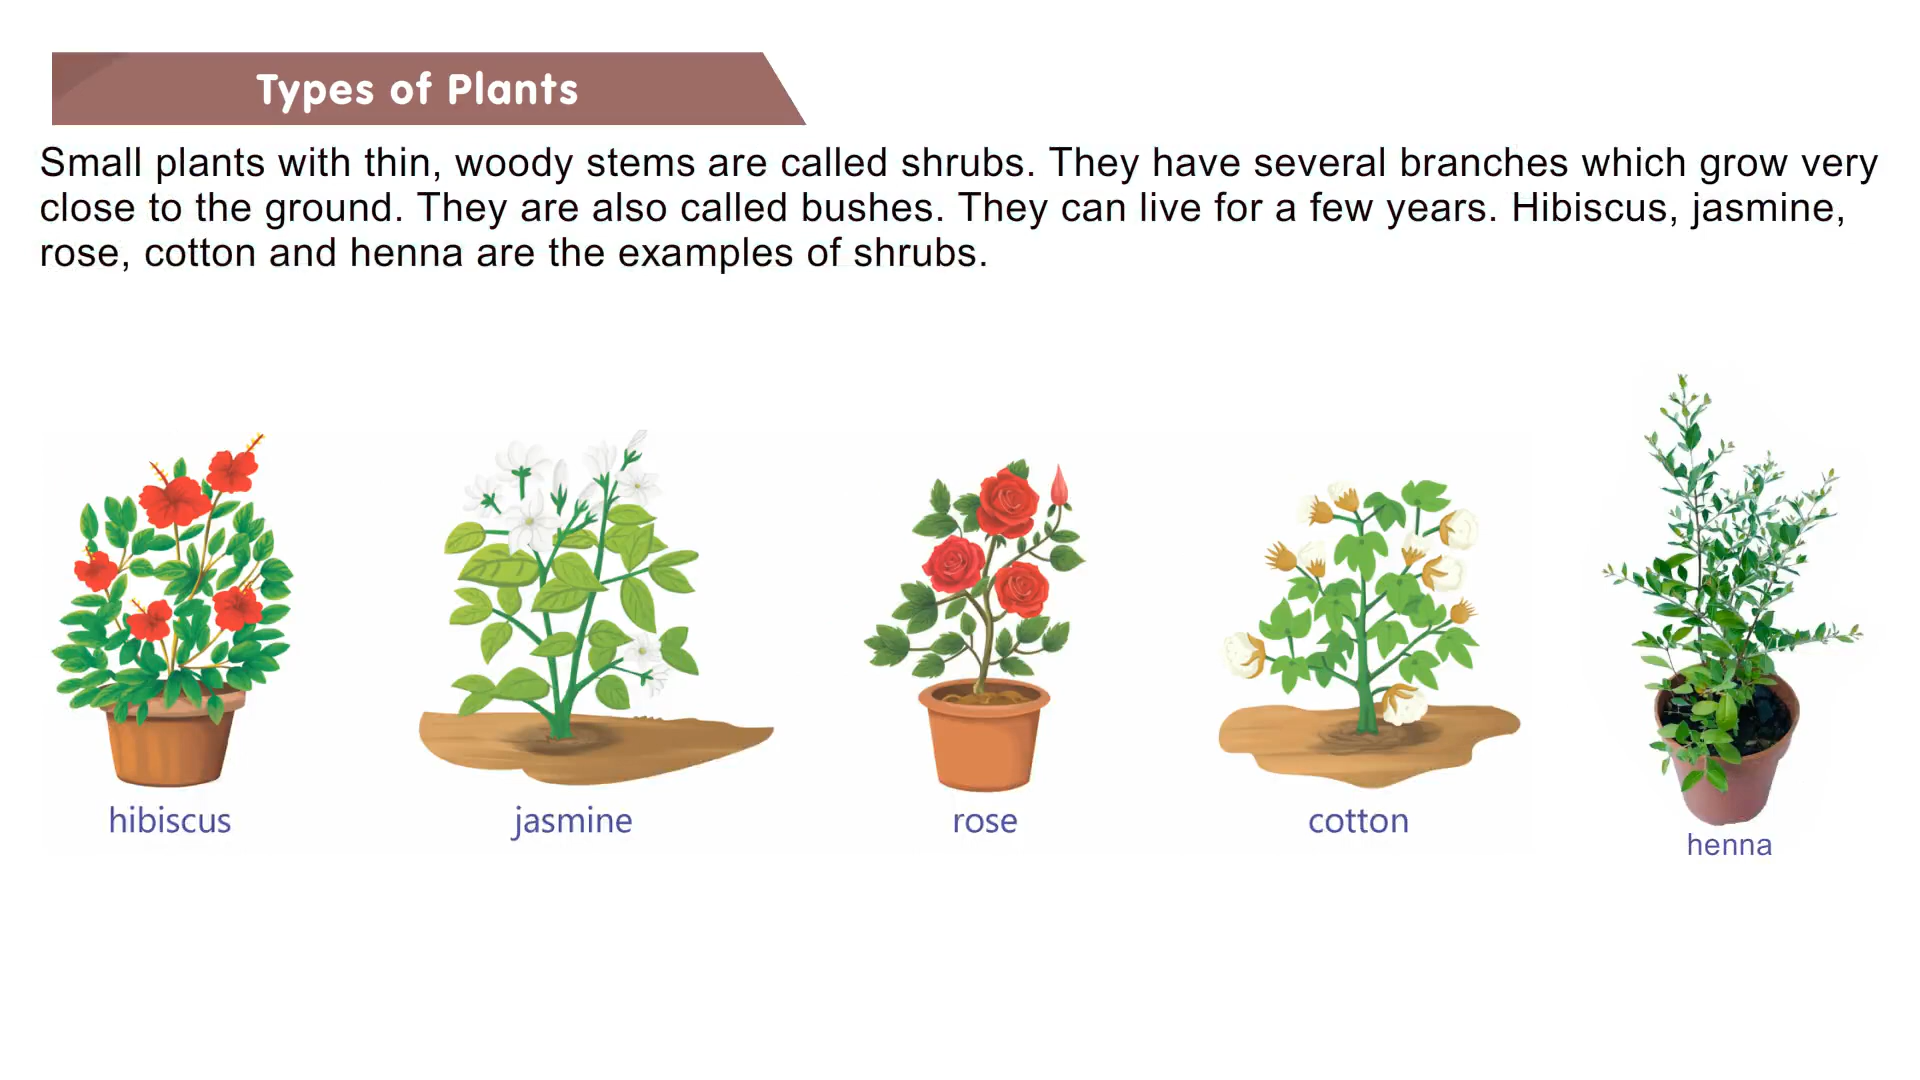 Types of Plants
Small plants with thin, woody stems are called shrubs. They have several branches which grow very
close to the ground. They are also called bushes. They can live for a few years. Hibiscus, jasmine,
rose, cotton and henna are the examples of shrubs.
hibiscus
jasmine
rose
cotton
henna